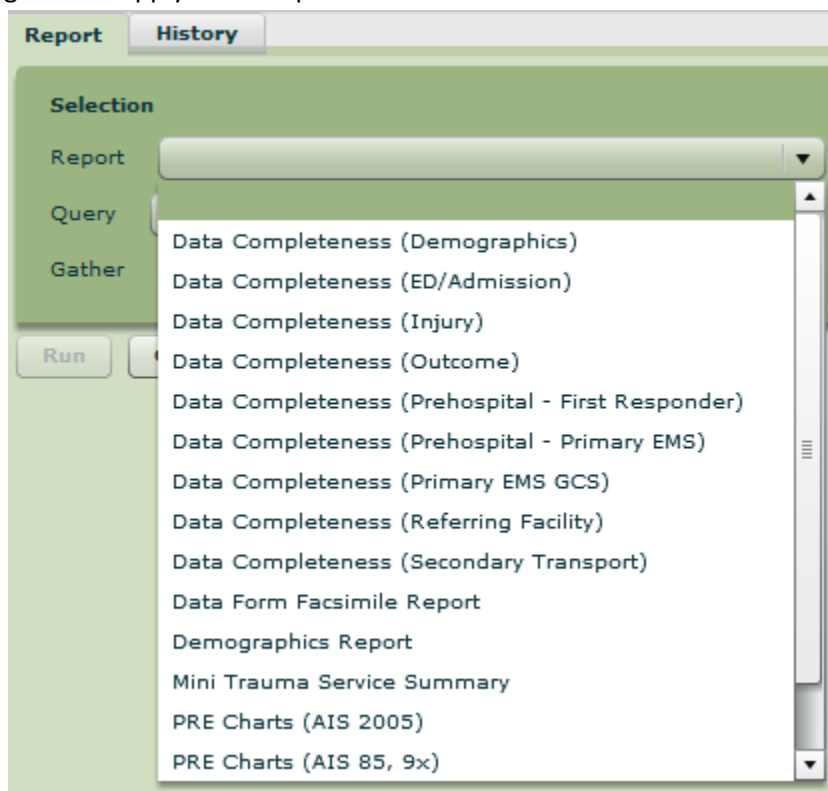 Report History
Selection
Report
Query
Data Completeness (Demographics)
Gather
Data Completeness (ED/Admission)
Data Completeness (Injury)
Run
Data Completeness (Outcome)
Data Completeness (Prehospital - First Responder)
Data Completeness (Prehospital - Primary EMS)
Data Completeness (Primary EMS GCS)
Data Completeness (Referring Facility)
Data Completeness (Secondary Transport)
Data Form Facsimile Report
Demographics Report
Mini Trauma Service Summary
PRE Charts (AIS 2005)
PRE Charts (AIS 85, 9x)